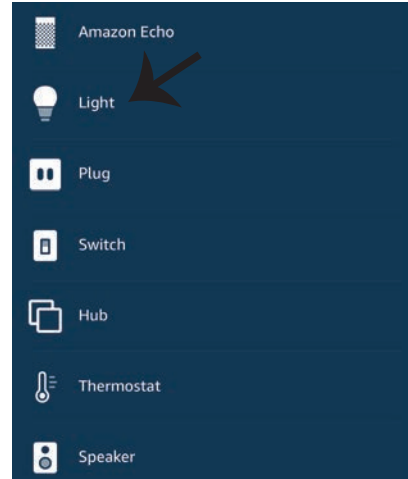 Amazon Echo
Light
Plug
Switch
Hub
Thermostat
Speaker